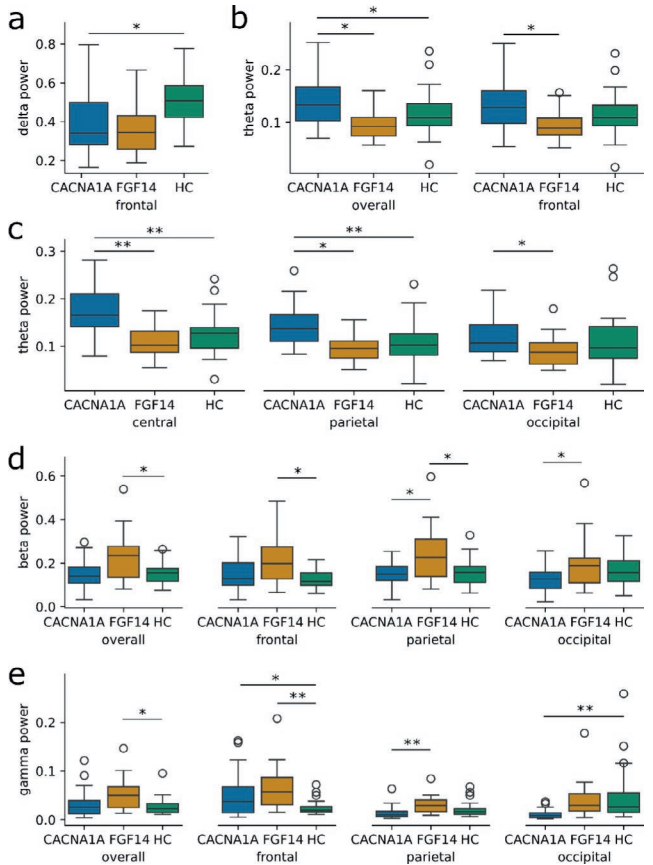 a
b
*
*
*
*
0.8
0.6
0.4
0.2
delta power
CACNA1A FGF14 HC
frontal
0.2
0.1
theta power
CACNA1A FGF14 HC
overall
CACNA1A FGF14 HC
frontal
c
**
**
**
*
*
0.3
0.2
0.1
theta power
CACNA1A FGF14 HC
central
CACNA1A FGF14 HC
parietal
CACNA1A FGF14 HC
occipital
d
*
*
*
*
*
0.6
0.4
0.2
0.0
beta power
CACNA1A FGF14 HC
overall
CACNA1A FGF14 HC
frontal
CACNA1A FGF14 HC
parietal
CACNA1A FGF14 HC
occipital
e
*
*
**
**
**
0.2
0.1
0.0
gamma power
CACNA1A FGF14 HC
overall
CACNA1A FGF14 HC
frontal
CACNA1A FGF14 HC
parietal
CACNA1A FGF14 HC
occipital